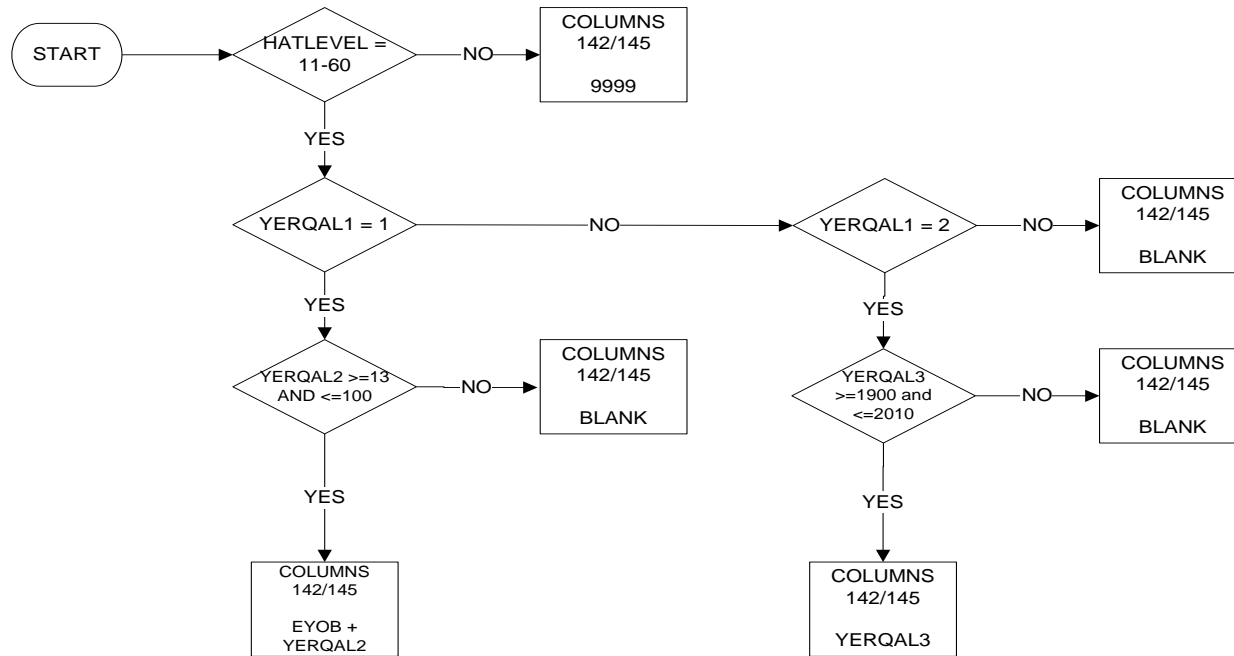 START
HATLEVEL =
11-60
NO
COLUMNS
142/145
9999
YES
YERQAL1 = 1
NO
YERQAL1 = 2
NO
COLUMNS
142/145
BLANK
YES
YES
YERQAL2 >=13
AND <=100
NO
COLUMNS
142/145
BLANK
YERQAL3
>=1900 and
<=2010
NO
COLUMNS
142/145
BLANK
YES
YES
COLUMNS
142/145
EYOB +
YERQAL2
COLUMNS
142/145
YERQAL3